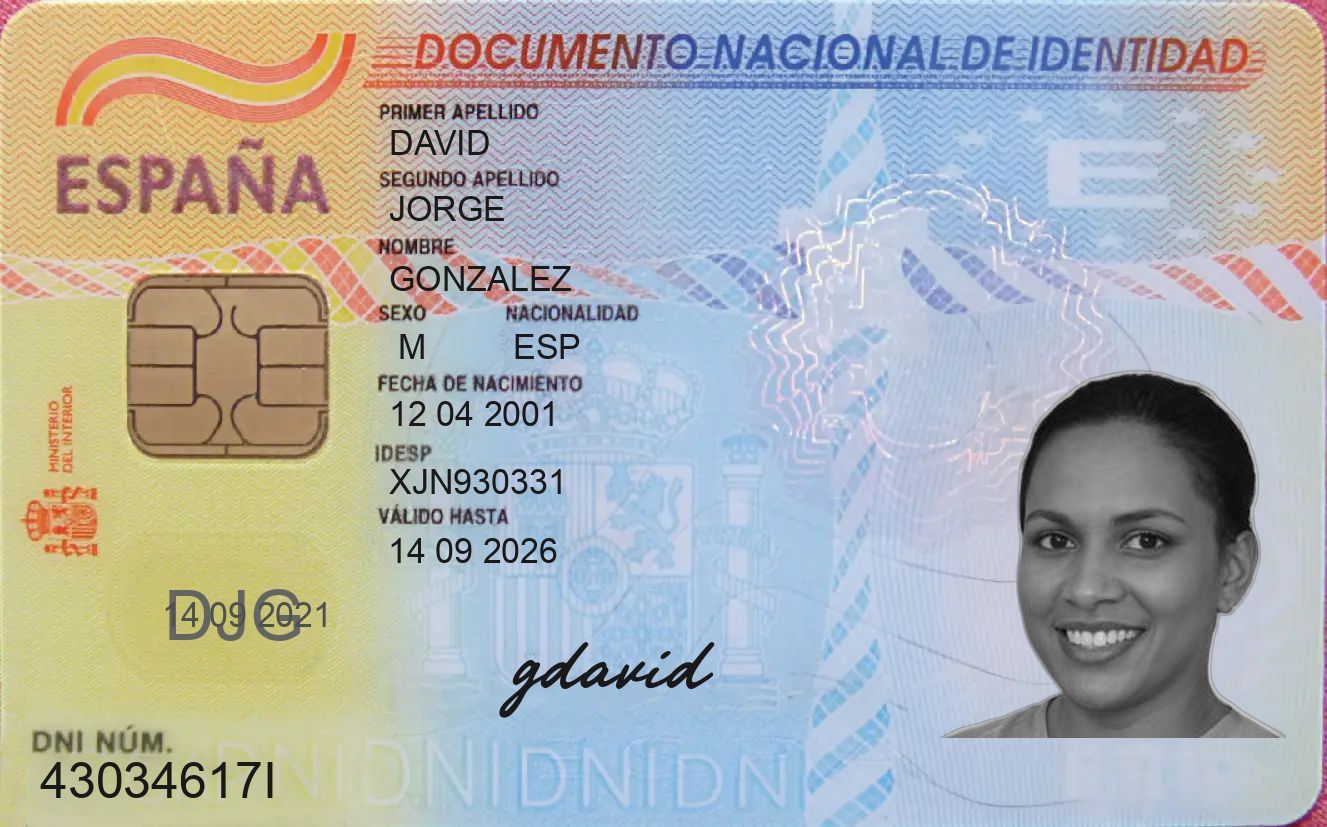 DOCUMENTO NACIONAL DE IDENTIDAD
ESPAÑA
PRIMER APELLIDO
DAVID
SEGUNDO APELLIDO
JORGE
NOMBRE
GONZALEZ
SEXO NACIONALIDAD
M ESP
FECHA DE NACIMIENTO
12 04 2001
IDESP
XJN930331
VÁLIDO HASTA
14 09 2026
MINISTERIO
DEL INTERIOR
E
DJG
14 09 2021
gdavid
DNI NÚM.
43034617I
DNIDNIDNIDNI